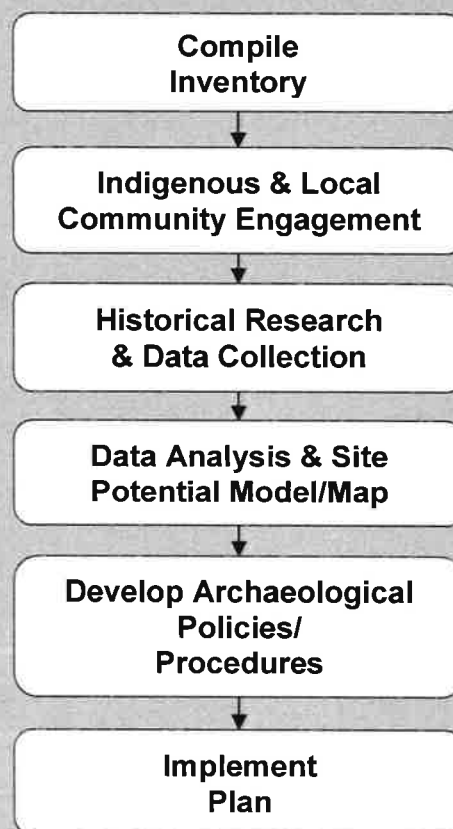 Compile
Inventory
Indigenous & Local
Community Engagement
Historical Research
& Data Collection
Data Analysis & Site
Potential Model/Map
Develop Archaeological
Policies/
Procedures
Implement
Plan